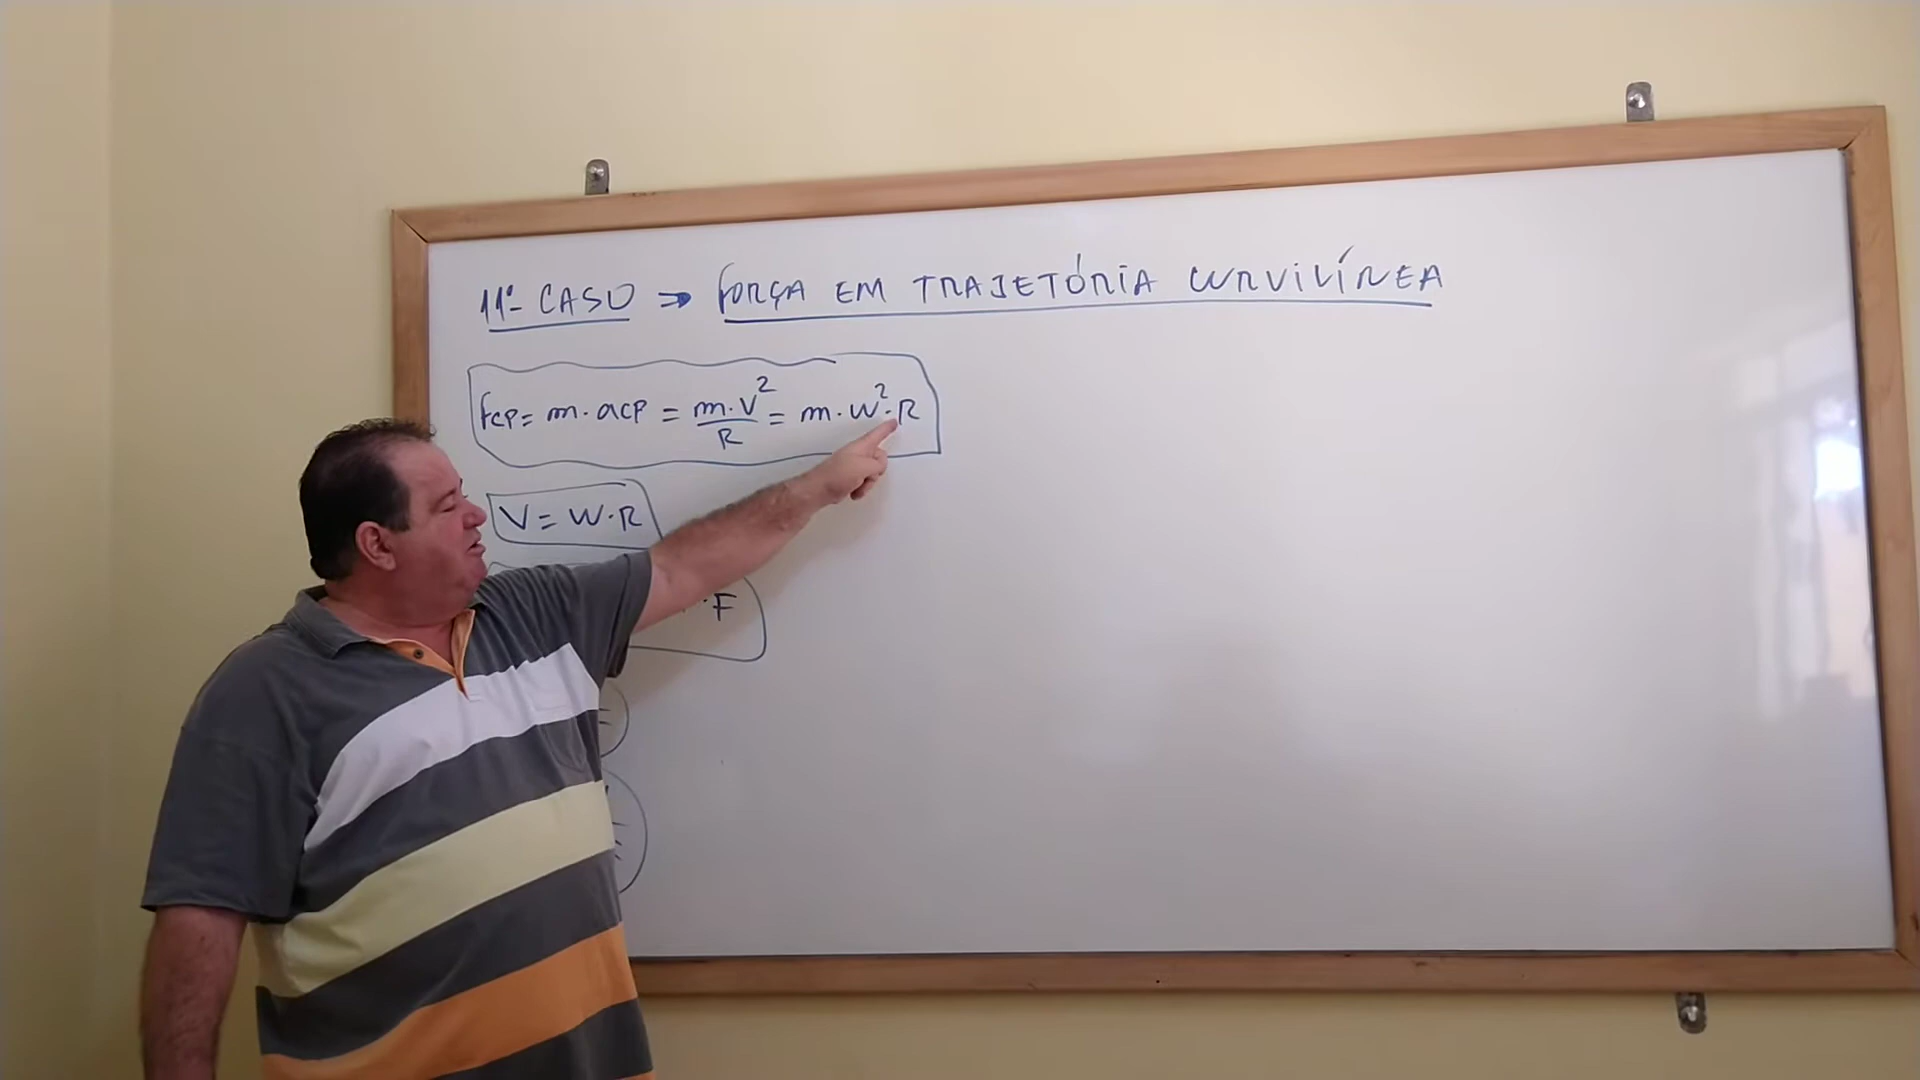 11º CASO ⇒ FORÇA EM TRAJETÓRIA CURVILÍNEA
Fcp = m · acp = m · V² / R = m · W² · R
V = W · R
· F
=